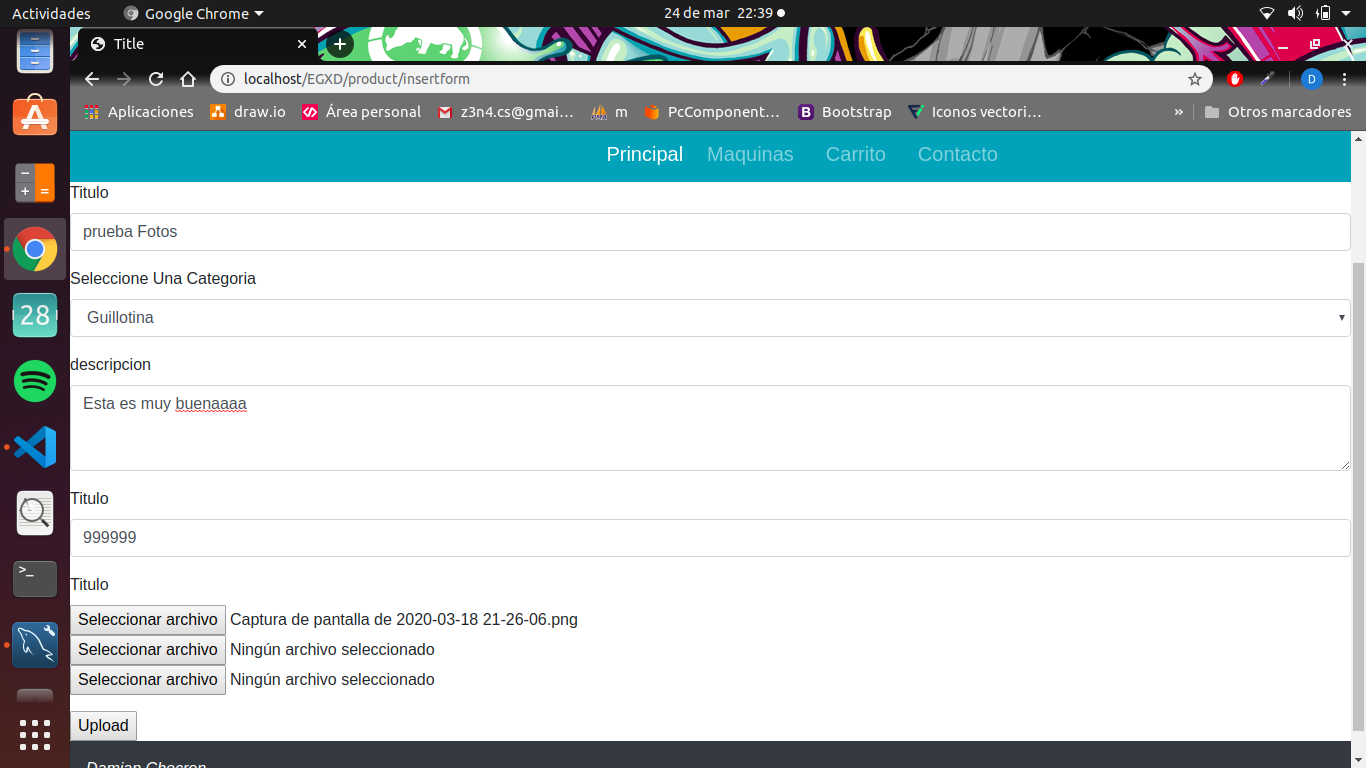 Actividades Google Chrome 24 de mar 22:39
Title
localhost/EGXD/product/insertform D
Aplicaciones draw.io Área personal z3n4.cs@gmai... m PcComponent... Bootstrap Iconos vectori... » Otros marcadores
Principal Maquinas Carrito Contacto
Titulo
prueba Fotos
Seleccione Una Categoria
Guillotina
descripcion
Esta es muy buenaaaa
Titulo
999999
Titulo
Seleccionar archivo Captura de pantalla de 2020-03-18 21-26-06.png
Seleccionar archivo Ningún archivo seleccionado
Seleccionar archivo Ningún archivo seleccionado
Upload
28
>_